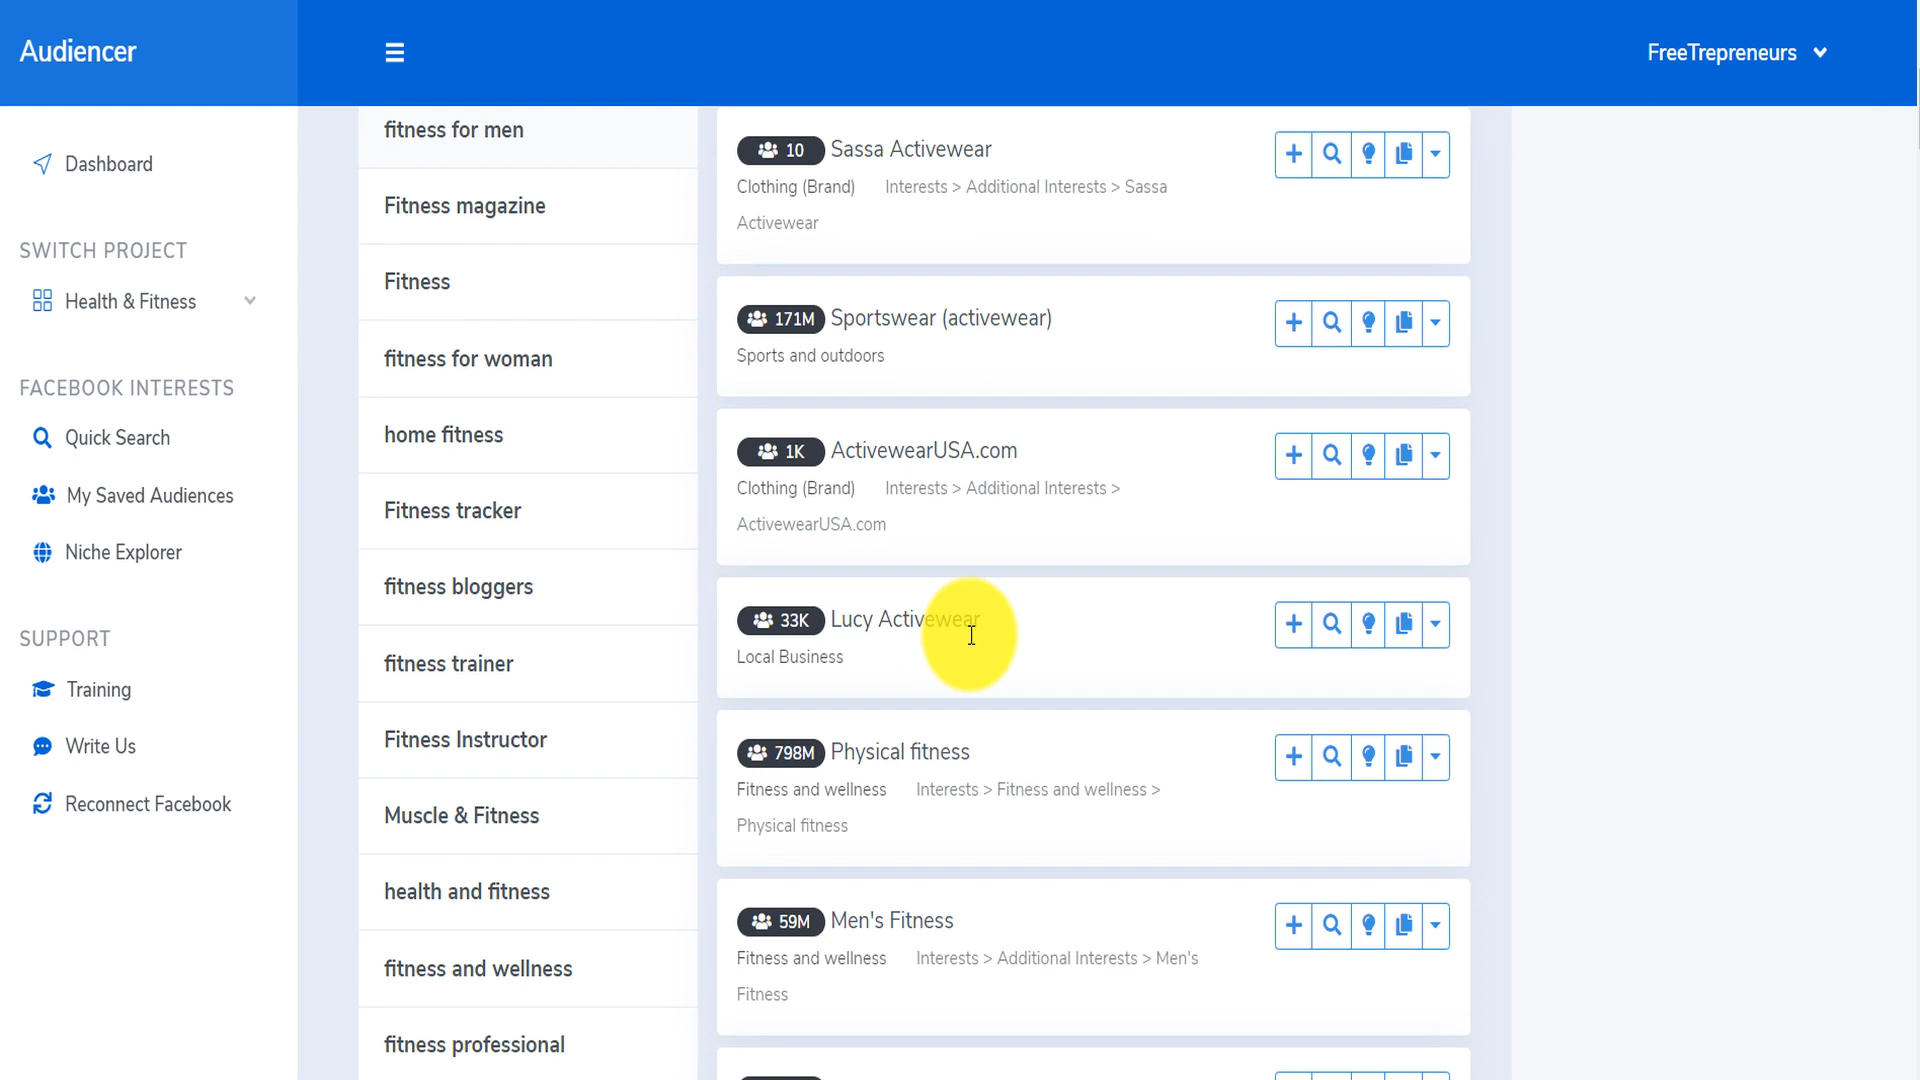 Audiencer
FreeTrepreneurs
Dashboard
SWITCH PROJECT
Health & Fitness
FACEBOOK INTERESTS
Quick Search
My Saved Audiences
Niche Explorer
SUPPORT
Training
Write Us
Reconnect Facebook
fitness for men
Fitness magazine
Fitness
fitness for woman
home fitness
Fitness tracker
fitness bloggers
fitness trainer
Fitness Instructor
Muscle & Fitness
health and fitness
fitness and wellness
fitness professional
10 Sassa Activewear
Clothing (Brand) Interests > Additional Interests > Sassa
Activewear
171M Sportswear (activewear)
Sports and outdoors
1K ActivewearUSA.com
Clothing (Brand) Interests > Additional Interests >
ActivewearUSA.com
33K Lucy Activewear
Local Business
798M Physical fitness
Fitness and wellness Interests > Fitness and wellness >
Physical fitness
59M Men's Fitness
Fitness and wellness Interests > Additional Interests > Men's
Fitness